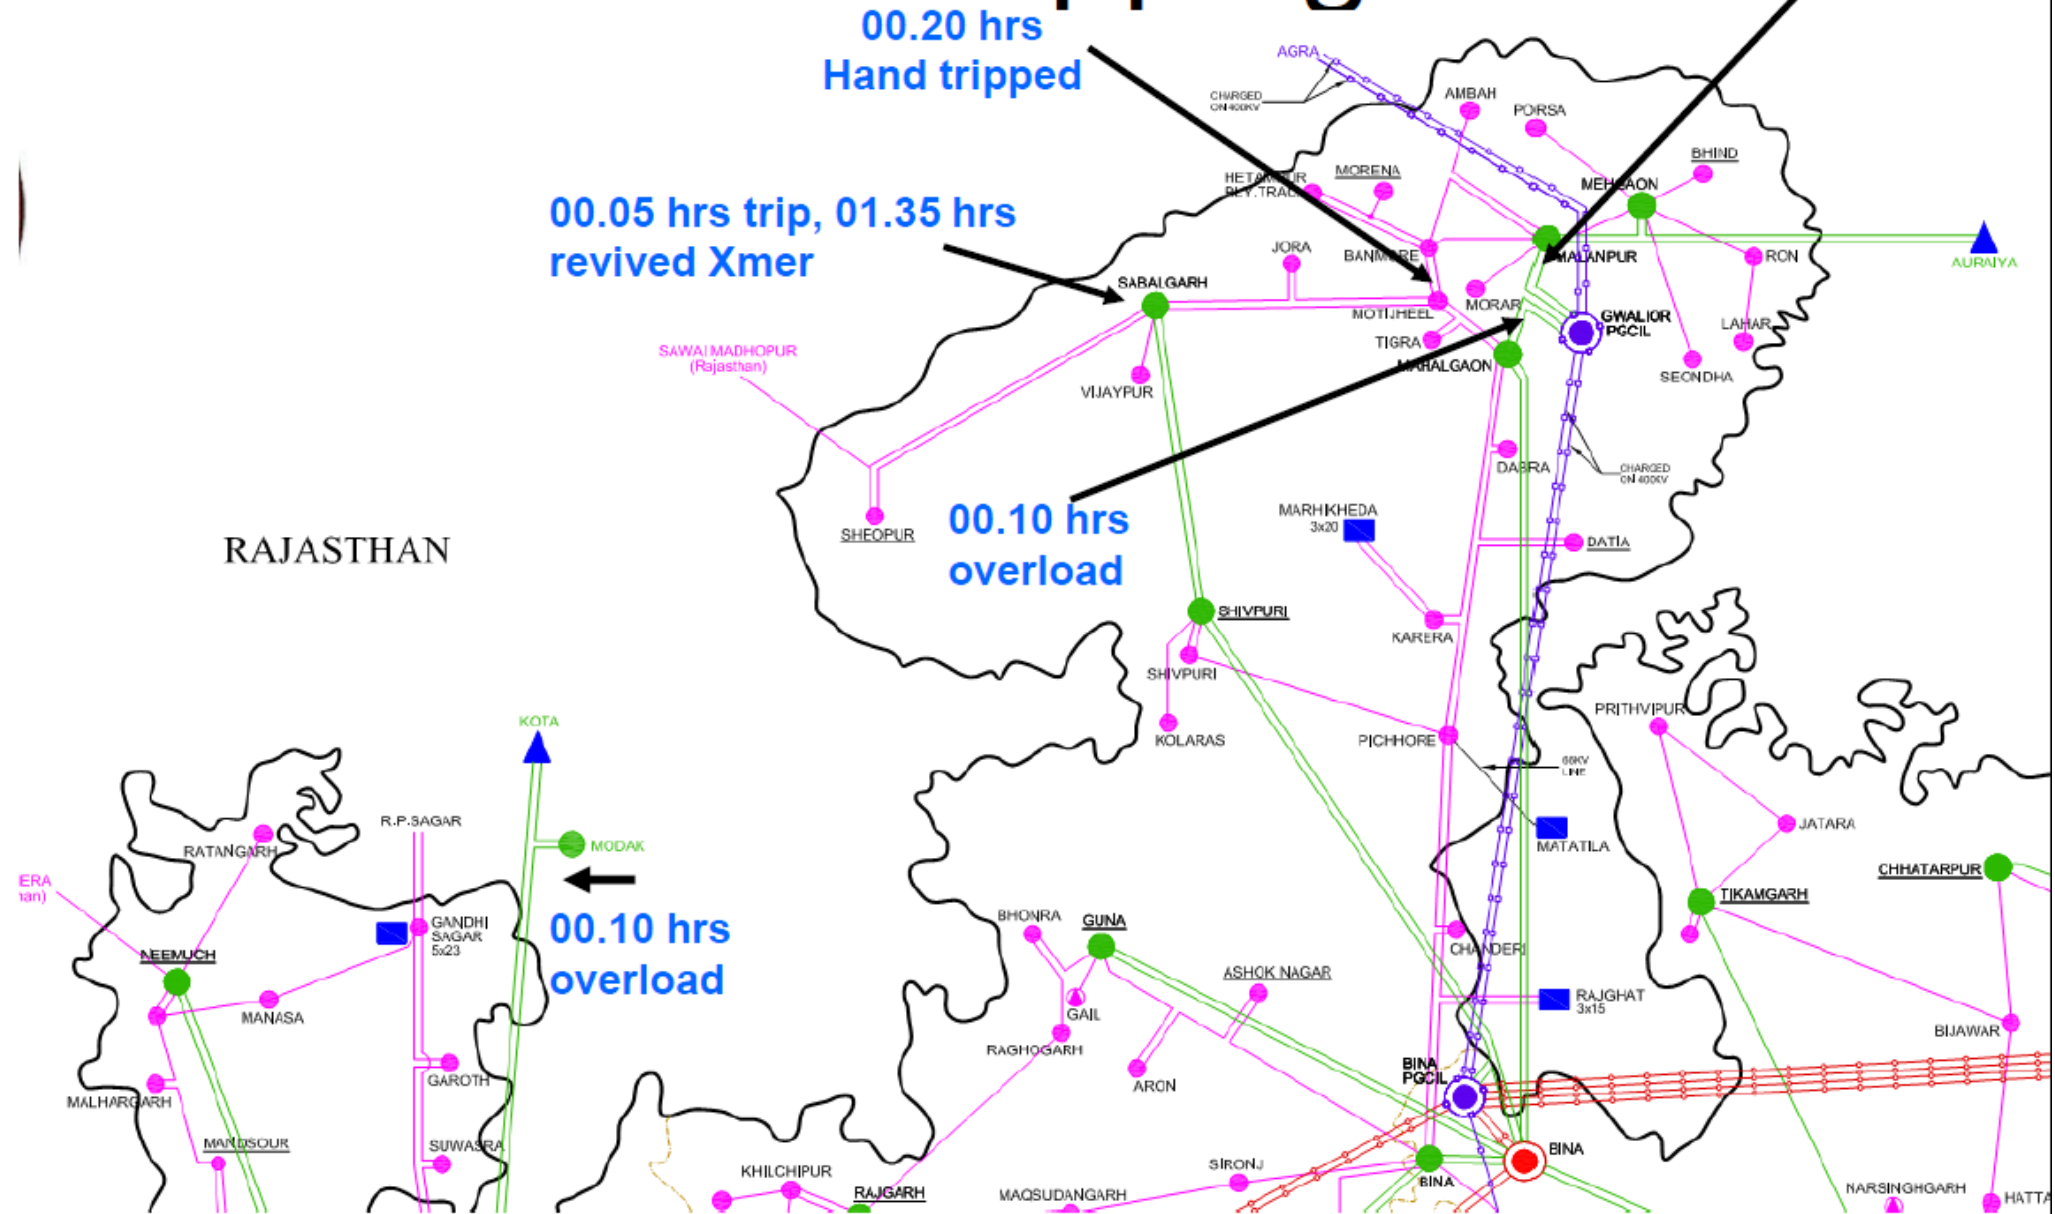 00.20 hrs
Hand tripped
AGRA
CHARGED
ON 400KV
AMBAH
PORSA
BHIND
MORENA
MEHGAON
00.05 hrs trip, 01.35 hrs
revived Xmer
JORA
BANMORE
MALANPUR
RON
AURAIYA
SABALGARH
MOTIJHEEL
MORAR
GWALIOR
PGCIL
LAHAR
TIGRA
MAHALGAON
SEONDHA
SAWAI MADHOPUR
(Rajasthan)
VIJAYPUR
DABRA
CHARGED
ON 400KV
SHEOPUR
00.10 hrs
overload
MARHIKHEDA
3x20
DATIA
RAJASTHAN
SHIVPURI
KARERA
SHIVPURI
KOLARAS
PICHHORE
PRITHVIPUR
KOTA
66KV
LINE
R.P.SAGAR
MODAK
RATANGARH
MATATILA
JATARA
CHHATARPUR
TIKAMGARH
GANDHI
SAGAR
5x23
00.10 hrs
overload
BHONRA
GUNA
CHANDERI
NEEMUCH
ASHOK NAGAR
MANASA
GAIL
RAJGHAT
3x15
RAGHOGARH
BIJAWAR
GAROTH
ARON
BINA
PGCIL
MALHARGARH
MANDSOUR
SUWASRA
BINA
KHILCHIPUR
SIRONJ
BINA
RAJGARH
MAQSUDANGARH
NARSINGHGARH
HATTA